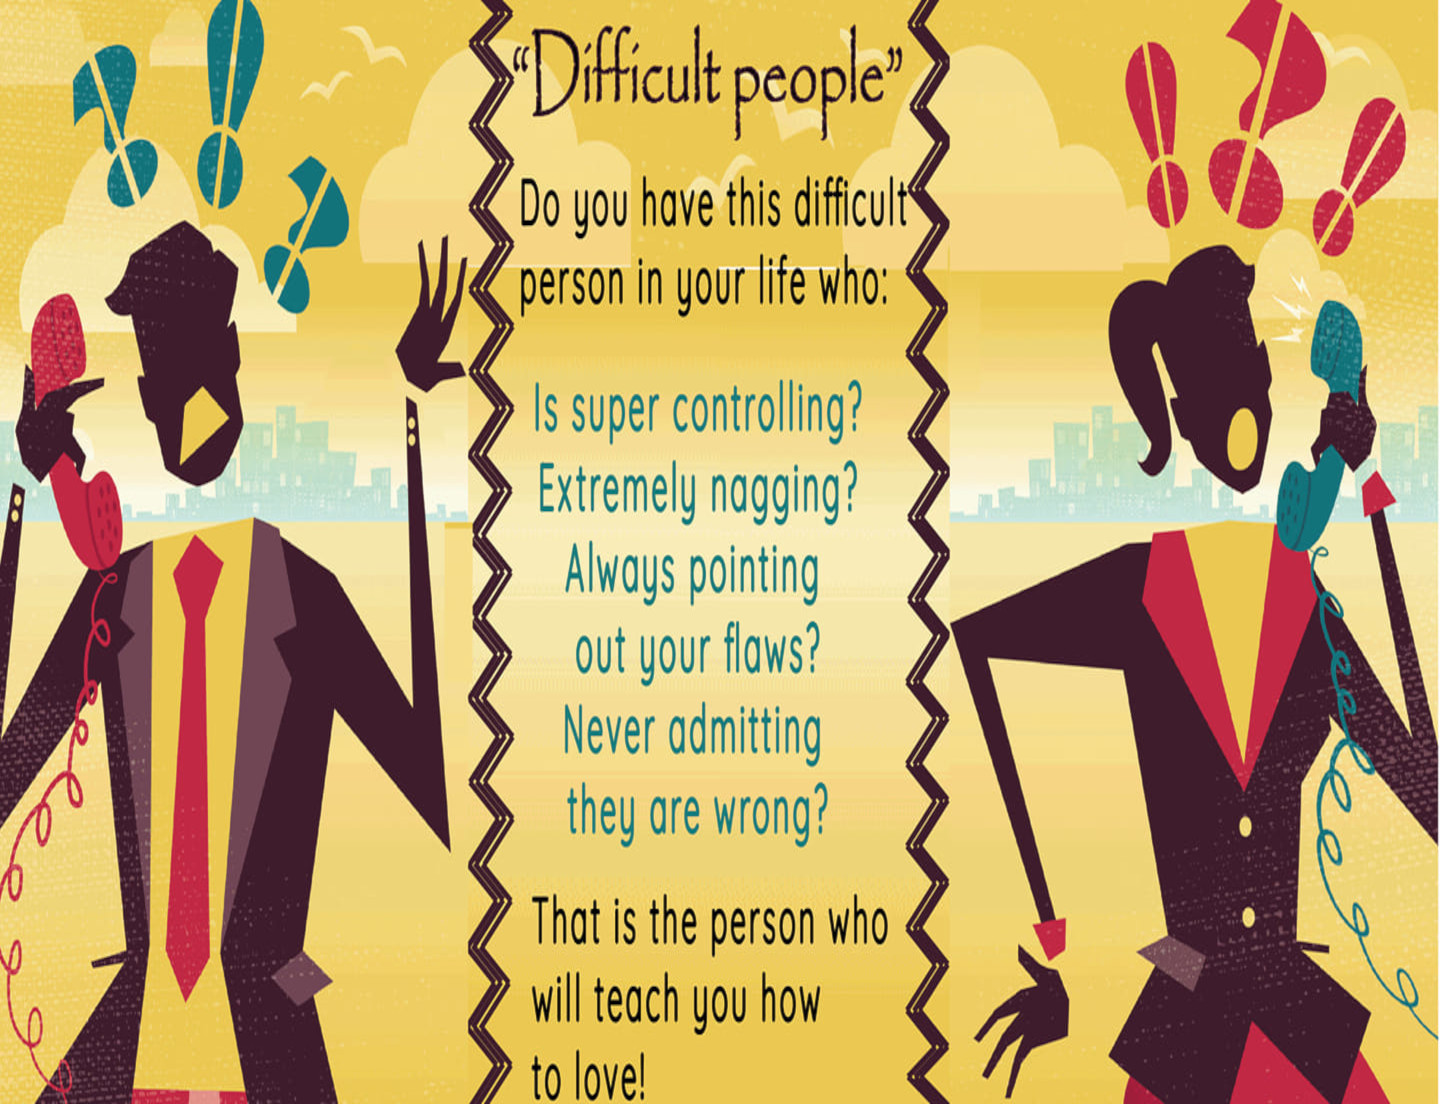 “Difficult people”
Do you have this difficult
person in your life who:
Is super controlling?
Extremely nagging?
Always pointing
out your flaws?
Never admitting
they are wrong?
That is the person who
will teach you how
to love!